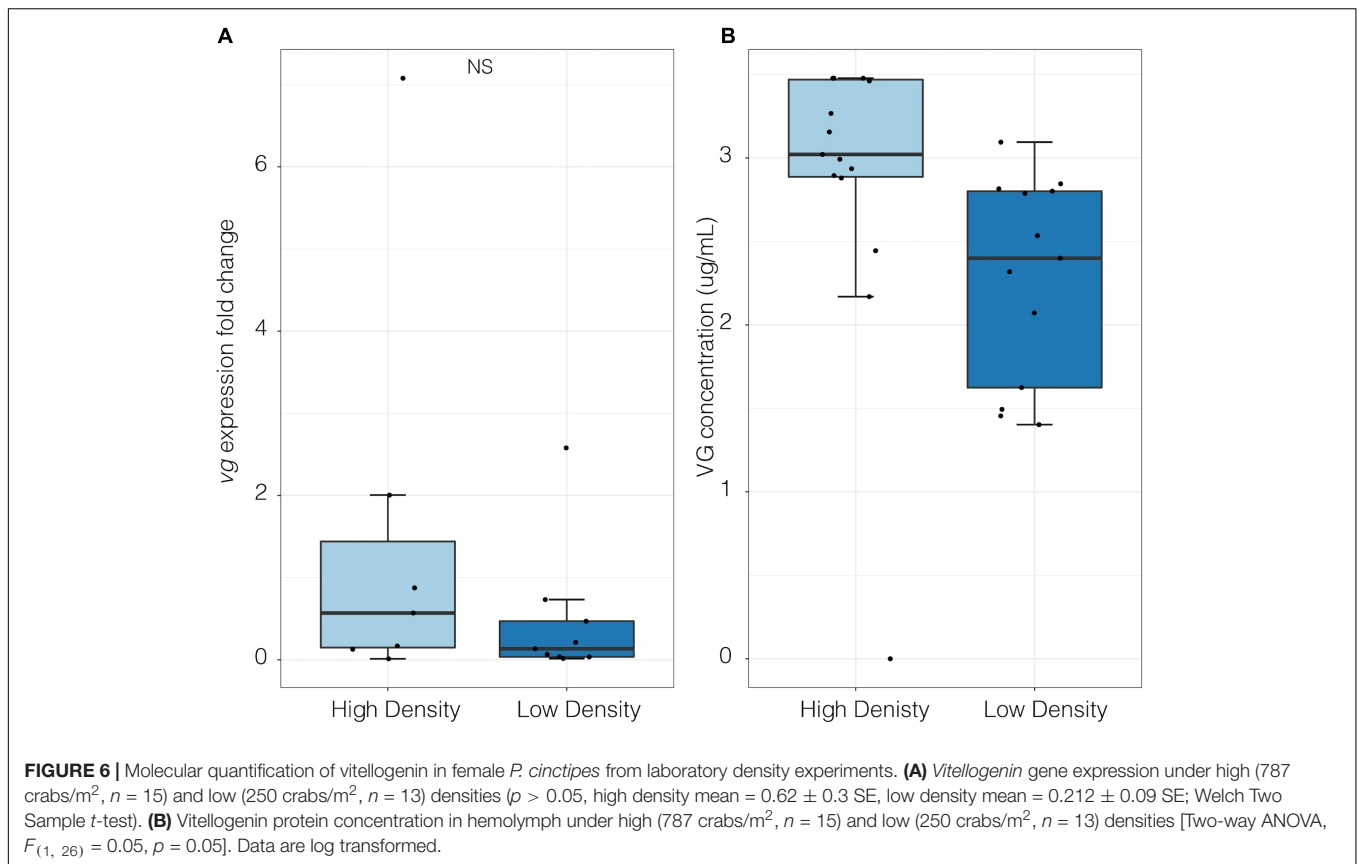 A
B
NS
6
4
2
0
vg expression fold change
High Density
Low Density
3
2
1
0
VG concentration (ug/mL)
High Denisty
Low Density
FIGURE 6 | Molecular quantification of vitellogenin in female P. cinctipes from laboratory density experiments. (A) Vitellogenin gene expression under high (787
crabs/m², n = 15) and low (250 crabs/m², n = 13) densities (p > 0.05, high density mean = 0.62 ± 0.3 SE, low density mean = 0.212 ± 0.09 SE; Welch Two
Sample t-test). (B) Vitellogenin protein concentration in hemolymph under high (787 crabs/m², n = 15) and low (250 crabs/m², n = 13) densities [Two-way ANOVA,
F(1, 26) = 0.05, p = 0.05]. Data are log transformed.